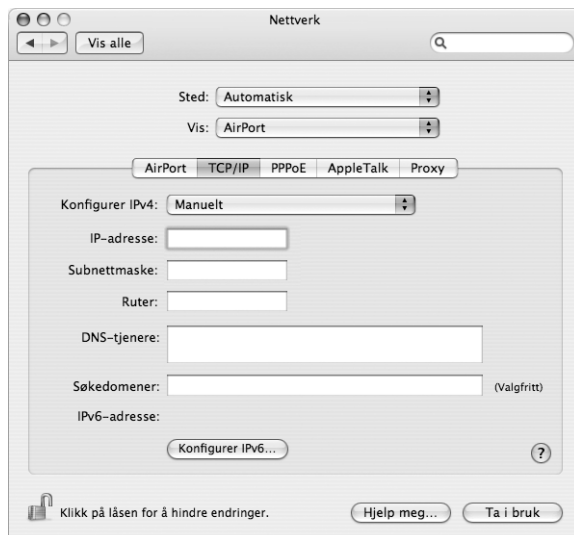 Nettverk
Vis alle
Sted: Automatisk
Vis: AirPort
AirPort TCP/IP PPPoE AppleTalk Proxy
Konfigurer IPv4: Manuelt
IP-adresse:
Subnettmaske:
Ruter:
DNS-tjenere:
Søkedomener: (Valgfritt)
IPv6-adresse:
Konfigurer IPv6...
?
Klikk på låsen for å hindre endringer. Hjelp meg... Ta i bruk